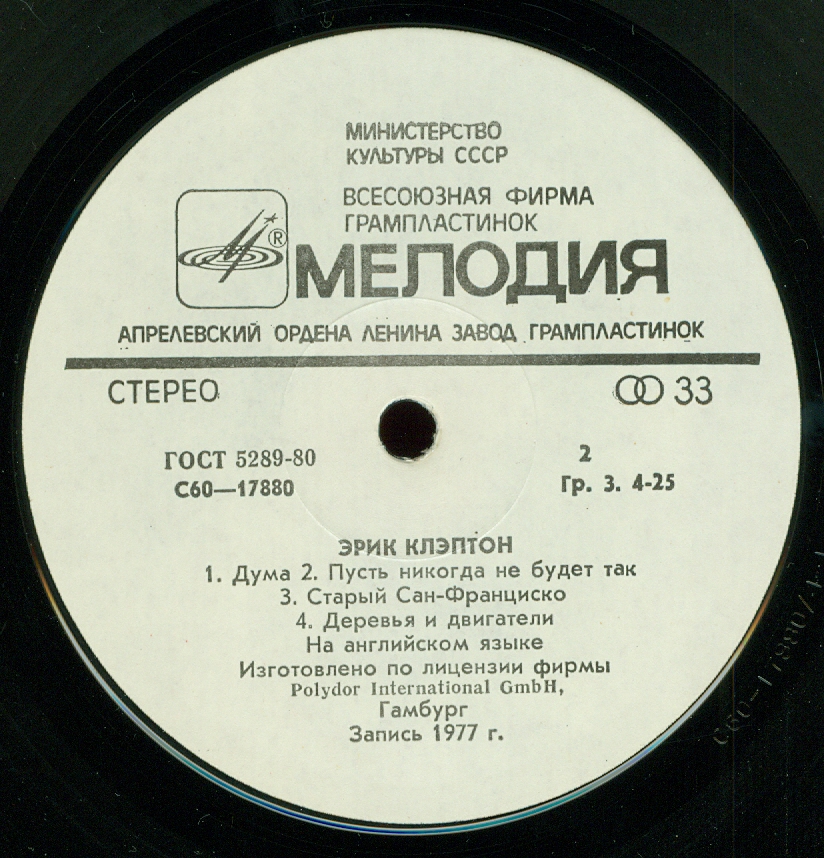 МИНИСТЕРСТВО
КУЛЬТУРЫ СССР
ВСЕСОЮЗНАЯ ФИРМА
ГРАМПЛАСТИНОК
®
МЕЛОДИЯ
АПРЕЛЕВСКИЙ ОРДЕНА ЛЕНИНА ЗАВОД ГРАМПЛАСТИНОК
СТЕРЕО 33
ГОСТ 5289-80 2
С60—17880 Гр. 3. 4-25
ЭРИК КЛЭПТОН
1. Дума 2. Пусть никогда не будет так
3. Старый Сан-Франциско
4. Деревья и двигатели
На английском языке
Изготовлено по лицензии фирмы
Polydor International GmbH,
Гамбург
Запись 1977 г.